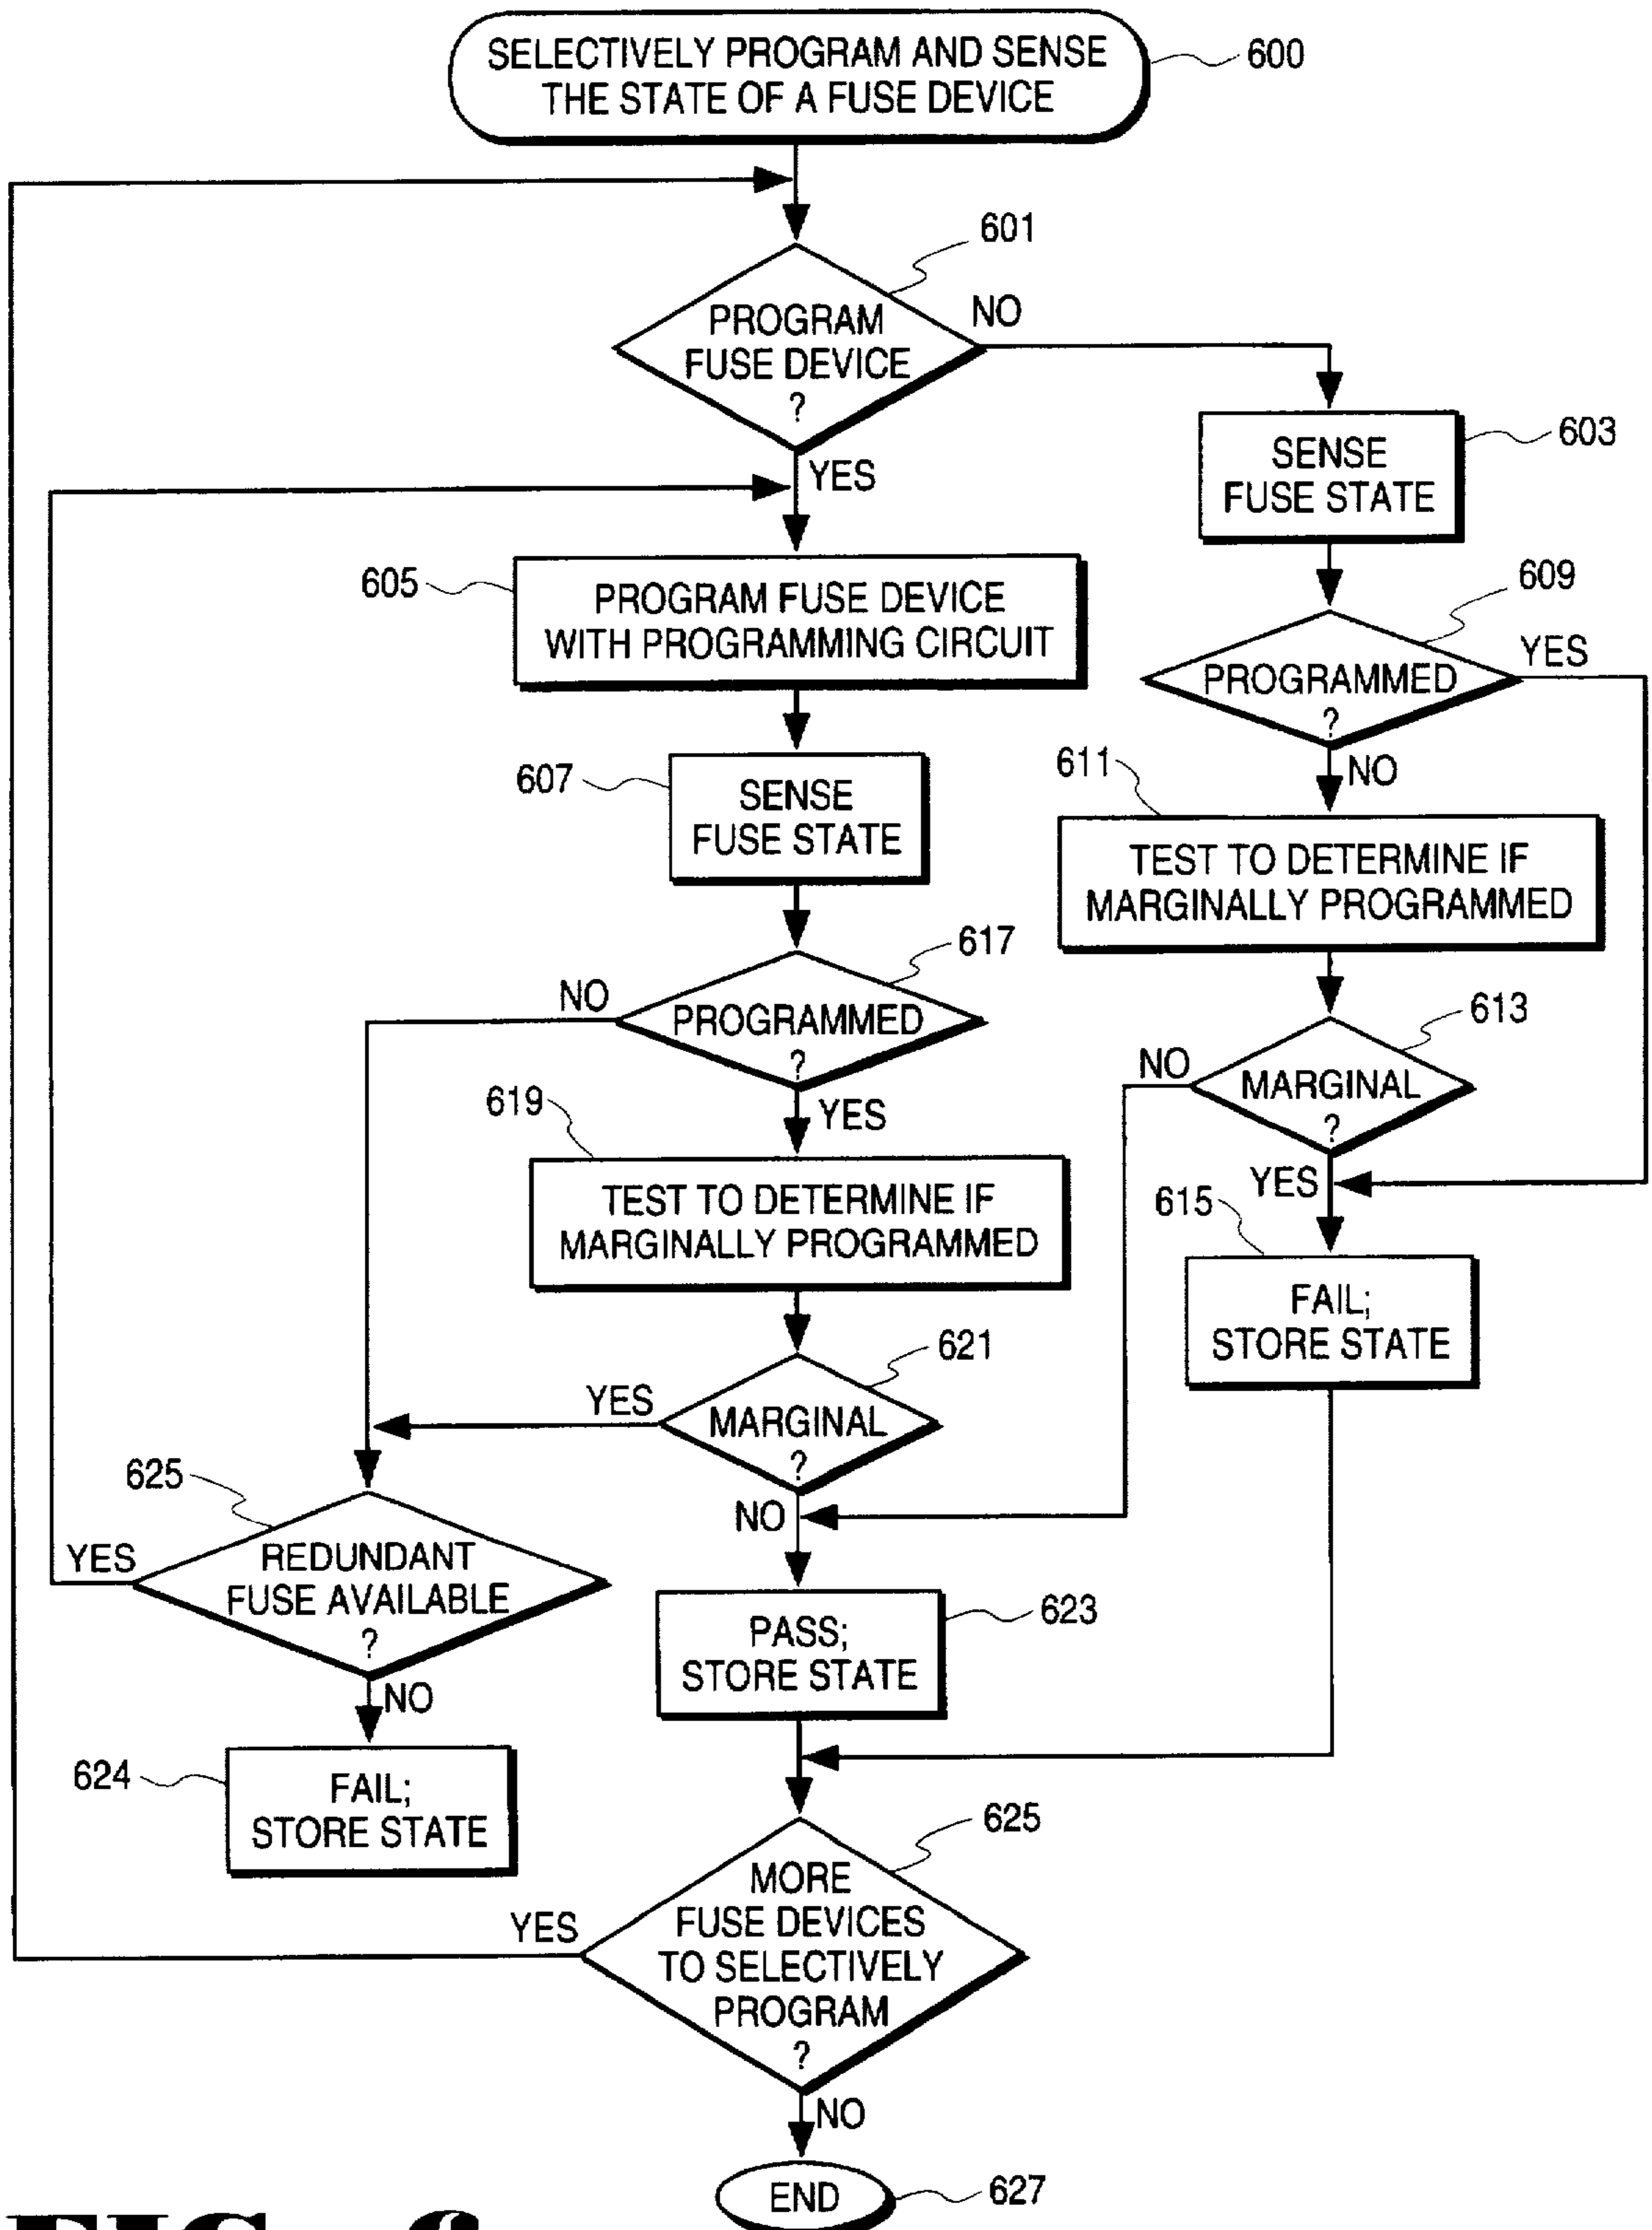 SELECTIVELY PROGRAM AND SENSE
THE STATE OF A FUSE DEVICE
600
601
PROGRAM
FUSE DEVICE
?
NO
YES
603
SENSE
FUSE STATE
605
PROGRAM FUSE DEVICE
WITH PROGRAMMING CIRCUIT
609
PROGRAMMED
?
YES
NO
607
SENSE
FUSE STATE
611
TEST TO DETERMINE IF
MARGINALLY PROGRAMMED
617
PROGRAMMED
?
NO
YES
613
MARGINAL
?
NO
YES
619
TEST TO DETERMINE IF
MARGINALLY PROGRAMMED
615
FAIL;
STORE STATE
621
MARGINAL
?
YES
NO
625
REDUNDANT
FUSE AVAILABLE
?
YES
NO
623
PASS;
STORE STATE
624
FAIL;
STORE STATE
625
MORE
FUSE DEVICES
TO SELECTIVELY
PROGRAM
?
YES
NO
END
627